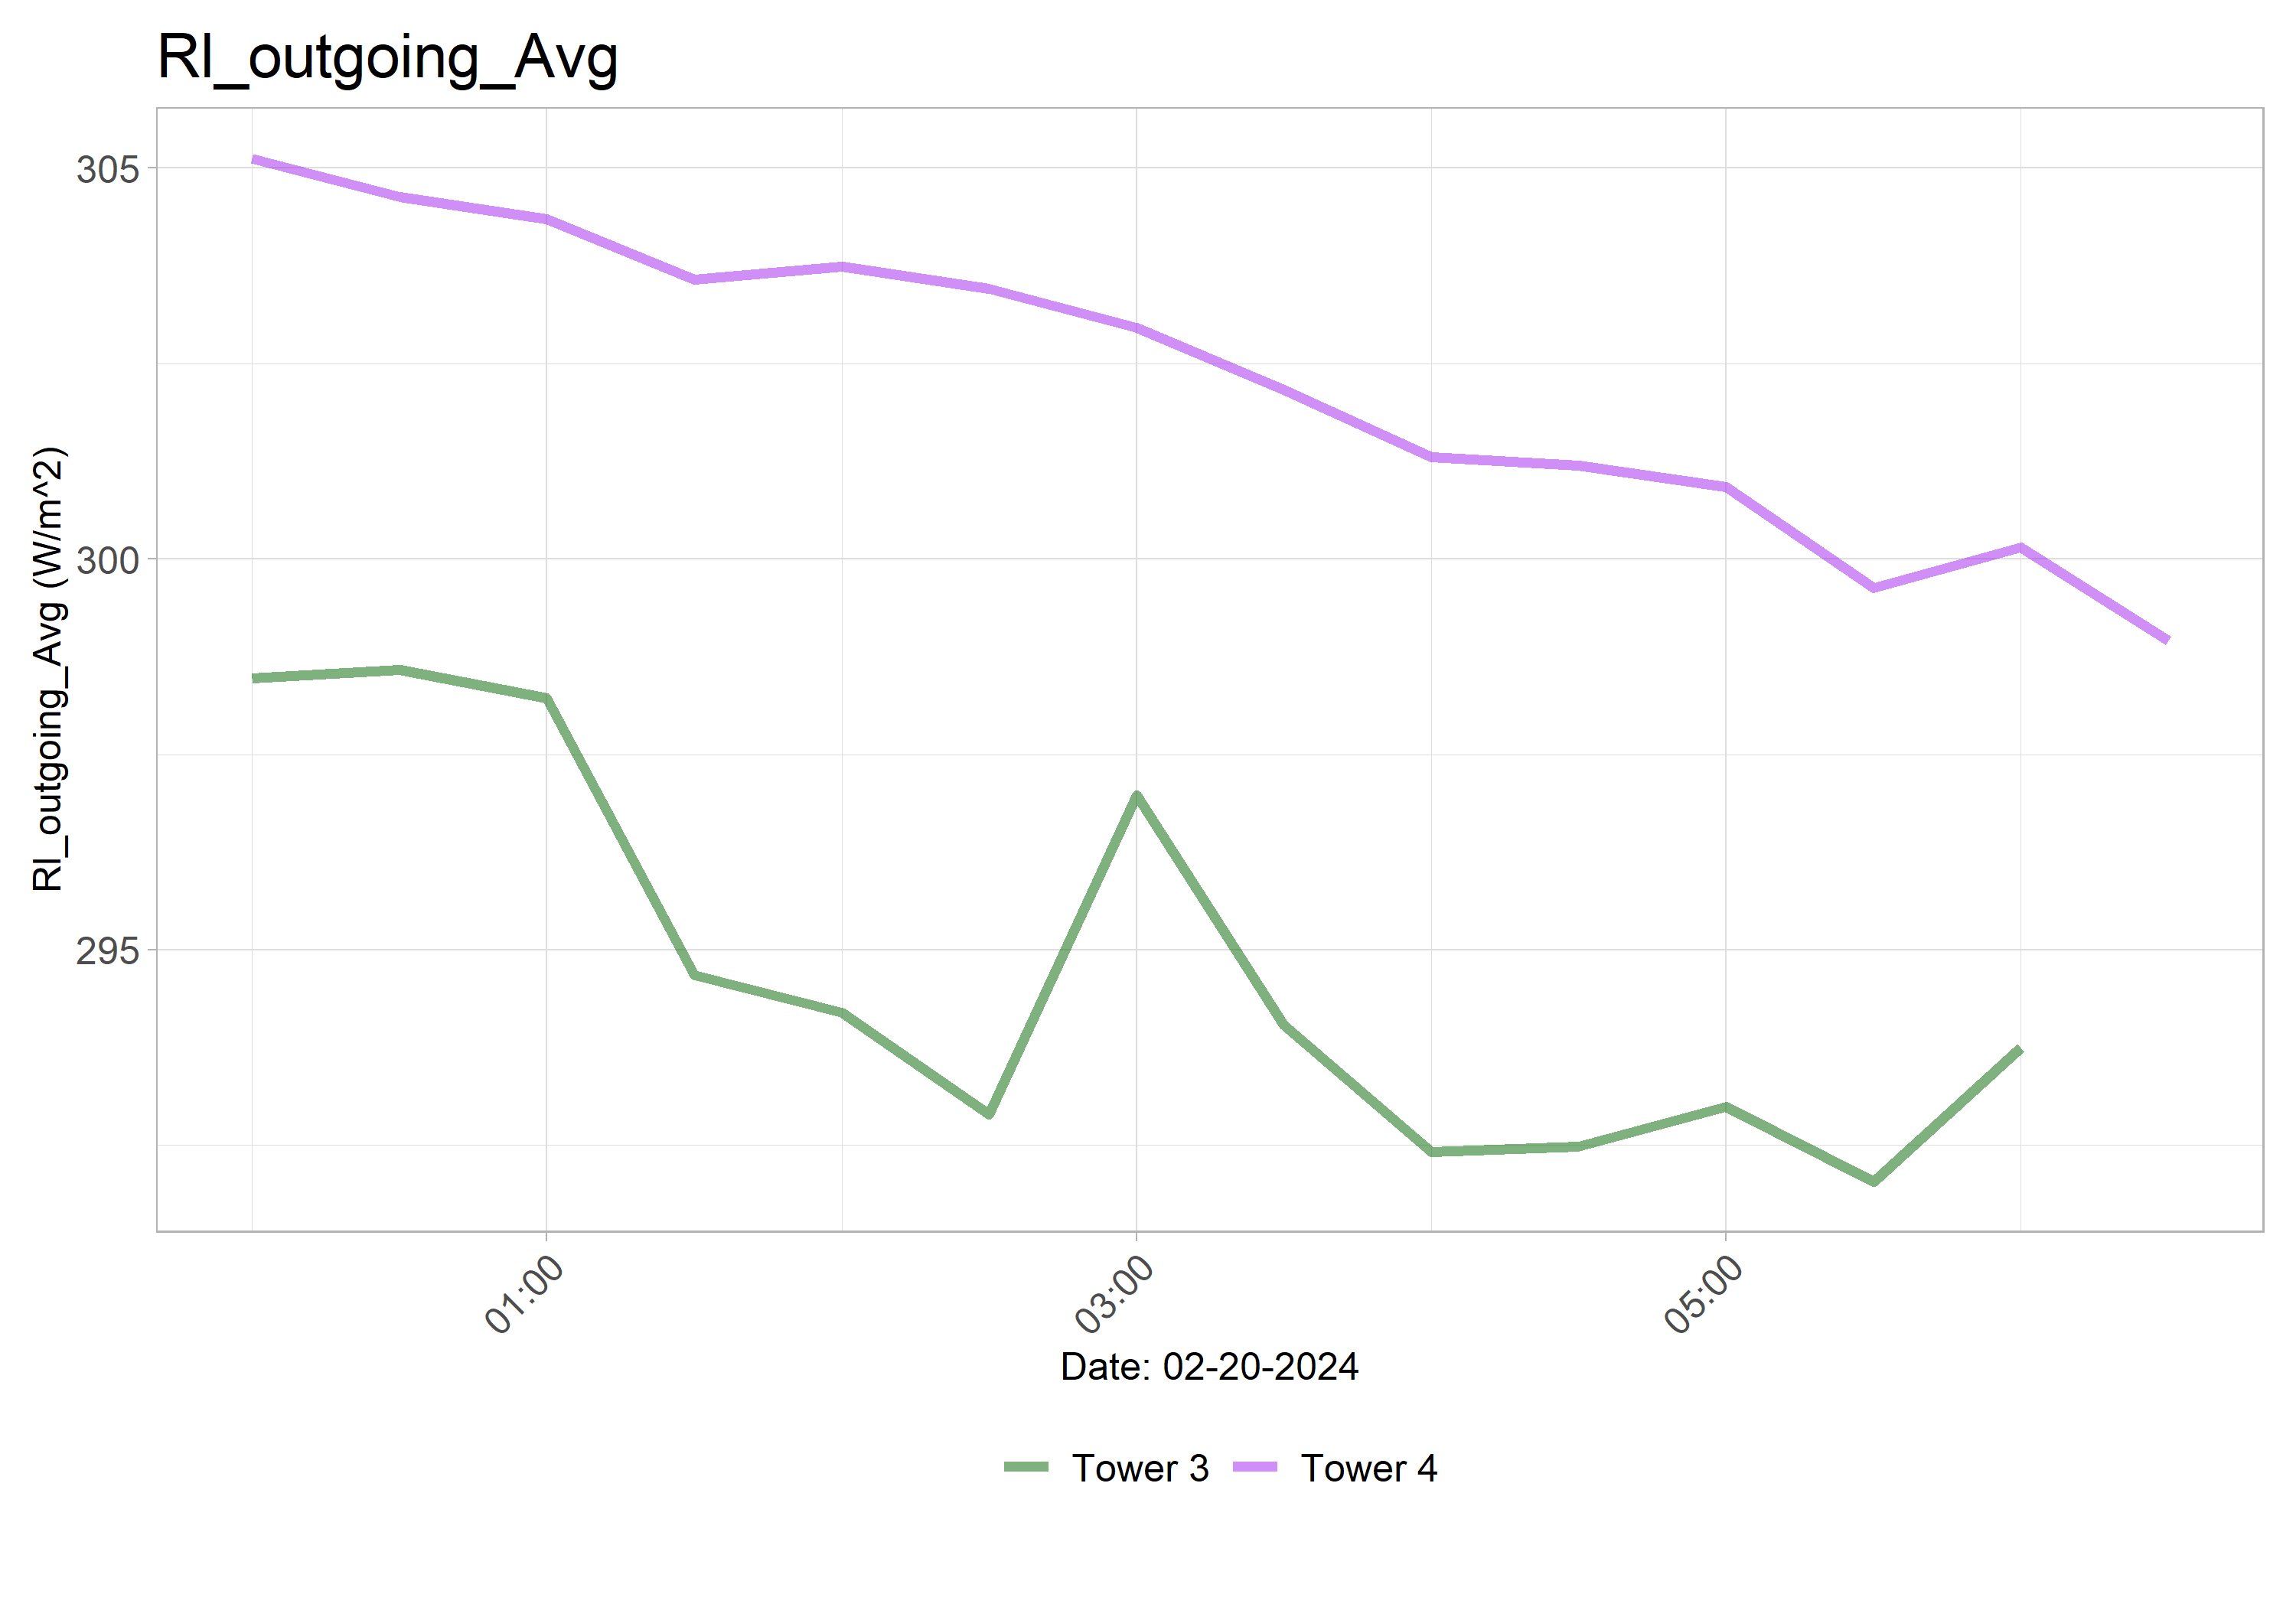 Rl_outgoing_Avg
Rl_outgoing_Avg (W/m^2)
305
300
295
01:00 03:00 05:00
Date: 02-20-2024
Tower 3 Tower 4